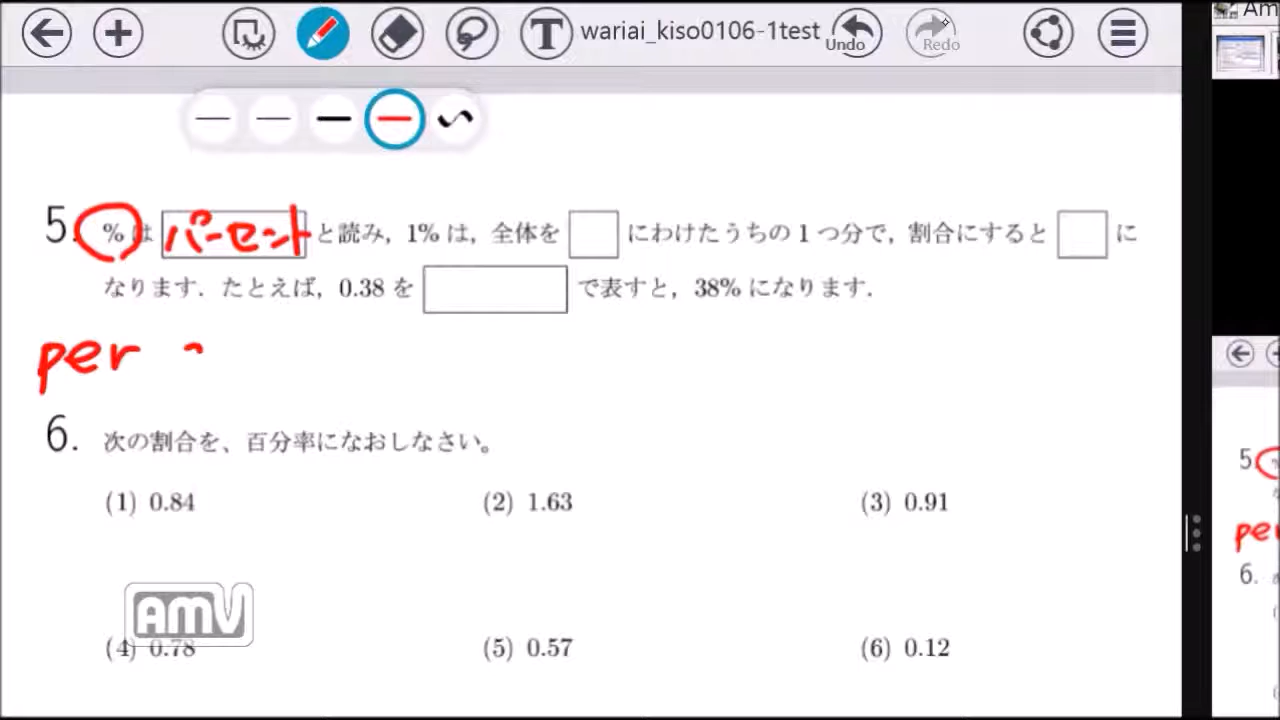 wariai_kiso0106-1test
Undo
Redo
Am
5. %は パーセント と読み，1% は，全体を にわけたうちの 1 つ分で，割合にすると に
なります．たとえば，0.38 を で表すと，38% になります．
per
6. 次の割合を、百分率になおしなさい。
(1) 0.84 (2) 1.63 (3) 0.91
AMV
(4) 0.78 (5) 0.57 (6) 0.12
5
per
6.